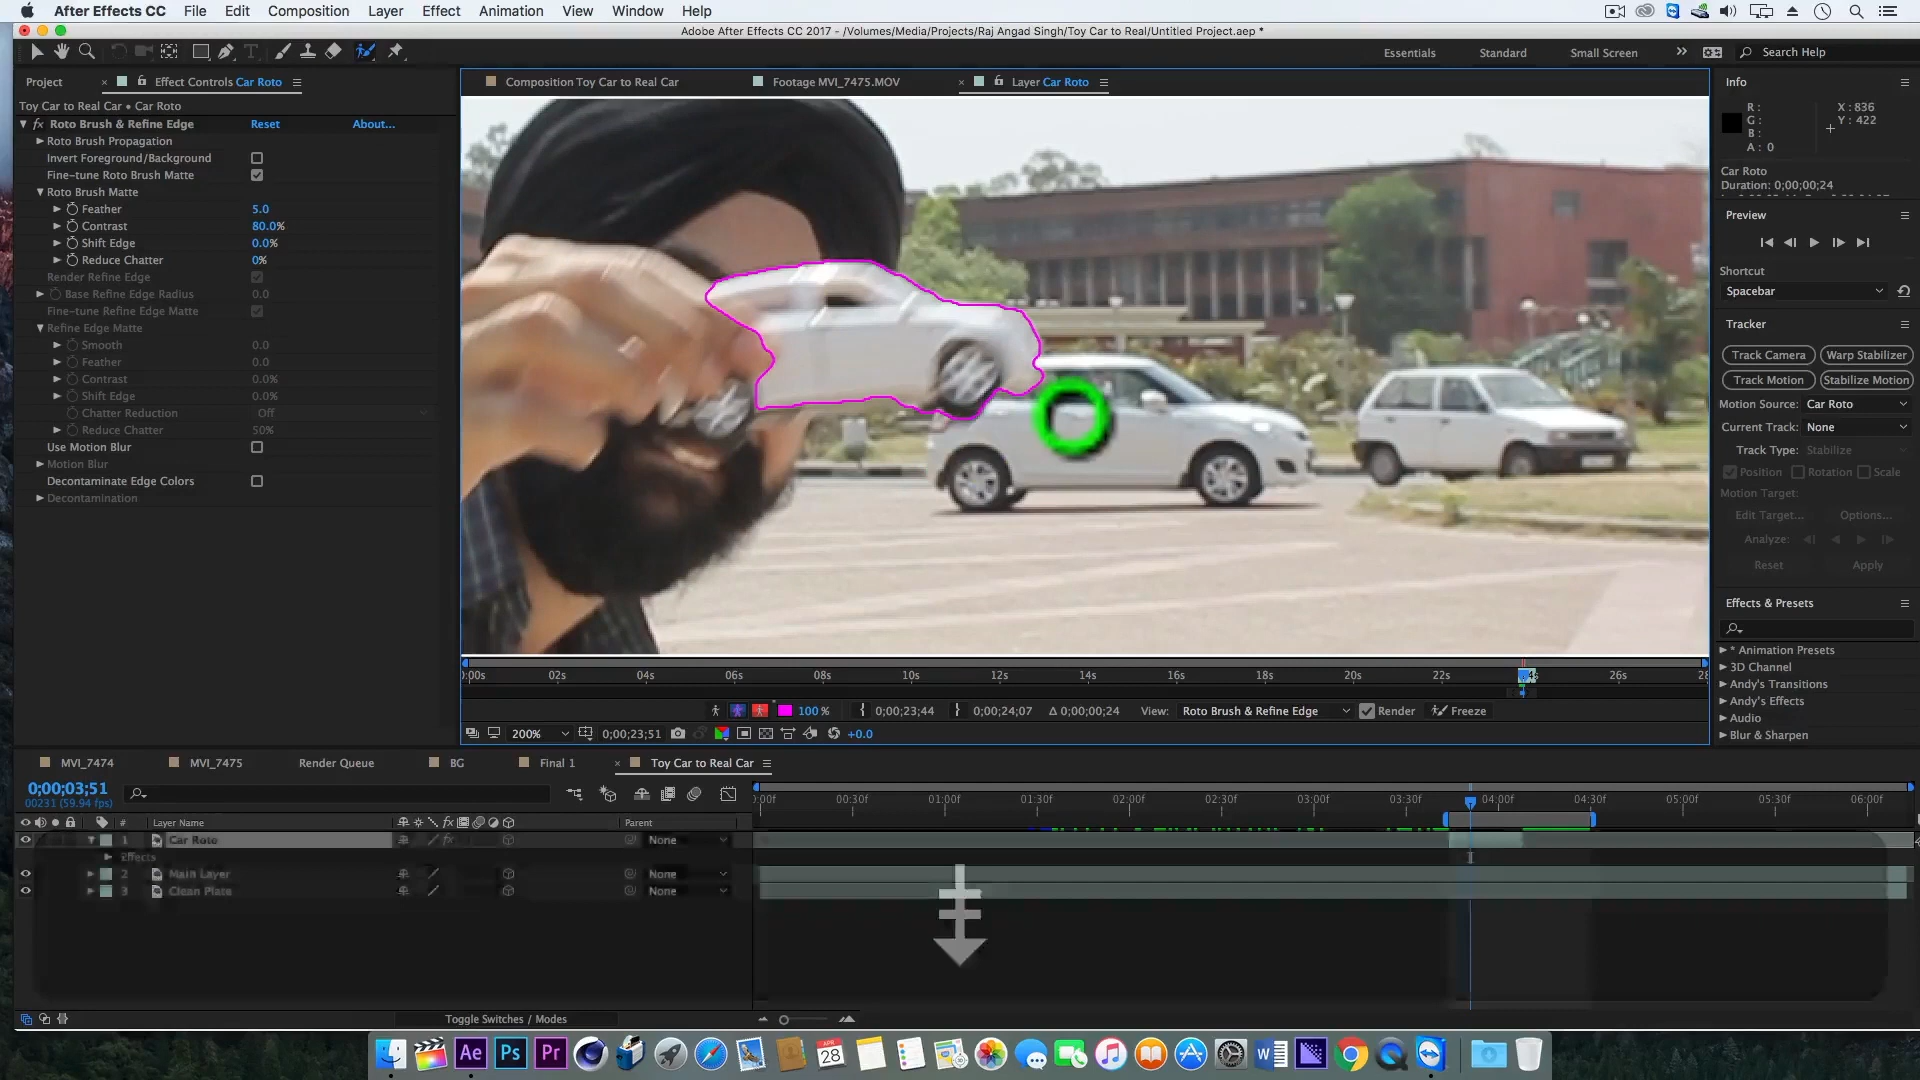 After Effects CC File Edit Composition Layer Effect Animation View Window Help
Adobe After Effects CC 2017 - /Volumes/Media/Projects/Raj Angad Singh/Toy Car to Real/Untitled Project.aep *
Essentials Standard Small Screen Search Help
Project Effect Controls Car Roto
Composition Toy Car to Real Car Footage MVI_7475.MOV Layer Car Roto
Toy Car to Real Car • Car Roto
fx Roto Brush & Refine Edge Reset About...
Roto Brush Propagation
Invert Foreground/Background
Fine-tune Roto Brush Matte
Roto Brush Matte
Feather 5.0
Contrast 80.0%
Shift Edge 0.0%
Reduce Chatter 0%
Render Refine Edge
Base Refine Edge Radius 0.0
Fine-tune Refine Edge Matte
Refine Edge Matte
Smooth 0.0
Feather 0.0
Contrast 0.0%
Shift Edge 0.0%
Chatter Reduction Off
Reduce Chatter 50%
Use Motion Blur
Motion Blur
Decontaminate Edge Colors
Decontamination
Info
R :
G :
B :
A : 0
X : 836
Y : 422
Car Roto
Duration: 0;00;00;24
Preview
Shortcut
Spacebar
Tracker
Track Camera Warp Stabilizer
Track Motion Stabilize Motion
Motion Source: Car Roto
Current Track: None
Track Type: Stabilize
Position Rotation Scale
Motion Target:
Edit Target... Options...
Analyze:
Reset Apply
Effects & Presets
* Animation Presets
3D Channel
Andy's Transitions
Andy's Effects
Audio
Blur & Sharpen
:00s 02s 04s 06s 08s 10s 12s 14s 16s 18s 20s 22s 26s 28
100 % 0;00;23;44 0;00;24;07 Δ 0;00;00;24 View: Roto Brush & Refine Edge Render Freeze
200% 0;00;23;51 +0.0
MVI_7474 MVI_7475 Render Queue BG Final 1 Toy Car to Real Car
0;00;03;51
00231 (59.94 fps)
:00f 00:30f 01:00f 01:30f 02:00f 02:30f 03:00f 03:30f 04:00f 04:30f 05:00f 05:30f 06:00f
# Layer Name fx Parent
1 Car Roto fx None
Effects
2 Main Layer None
3 Clean Plate None
Toggle Switches / Modes
Ae Ps Pr
APR
28